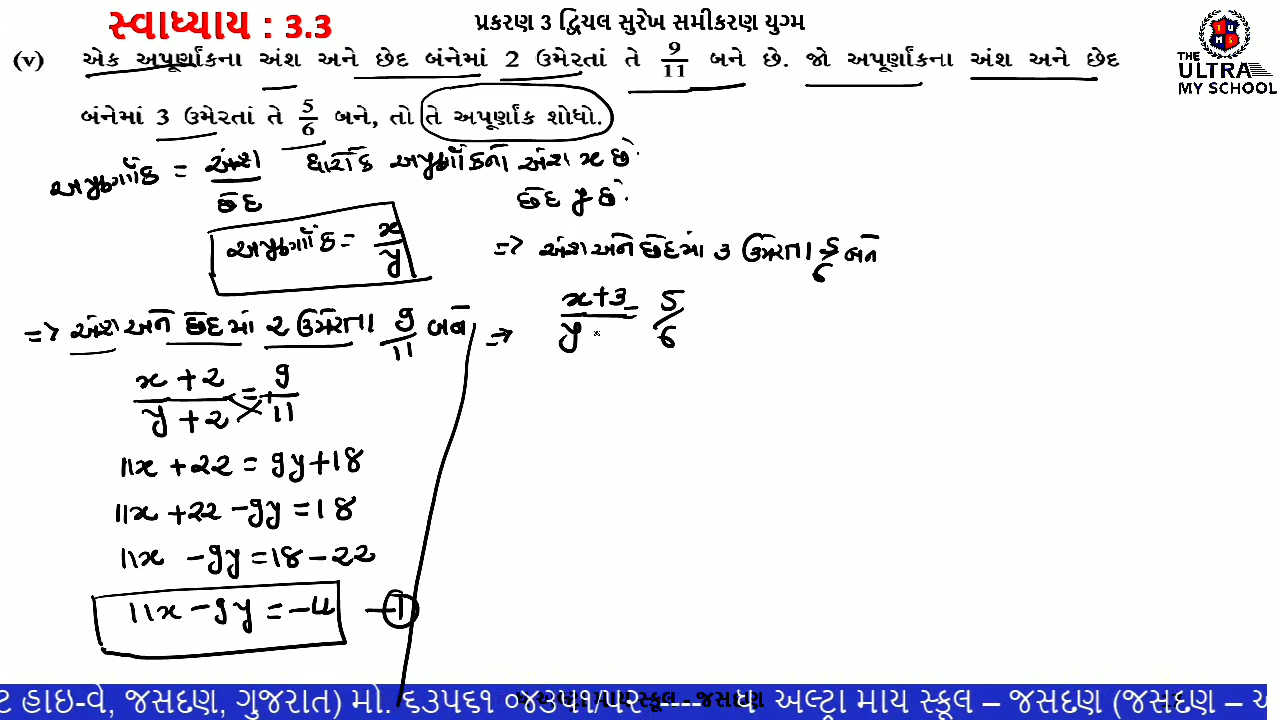 સ્વાધ્યાય : 3.3
પ્રકરણ 3 દ્વિચલ સુરેખ સમીકરણ યુગ્મ
THE
ULTRA
MY SCHOOL
(v) એક અપૂર્ણાંકના અંશ અને છેદ બંનેમાં 2 ઉમેરતાં તે 9/11 બને છે. જો અપૂર્ણાંકના અંશ અને છેદ
બંનેમાં 3 ઉમેરતાં તે 5/6 બને, તો તે અપૂર્ણાંક શોધો.
અપૂર્ણાંક = અંશ/છેદ ધારોકે અપૂર્ણાંકનો અંશ x છે.
છેદ y છે.
અપૂર્ણાંક = x/y
=> અંશ અને છેદમાં 2 ઉમેરતા 9/11 બને
(x+2)/(y+2) = 9/11
11x + 22 = 9y + 18
11x + 22 - 9y = 18
11x - 9y = 18 - 22
11x - 9y = -4 — 1
=> અંશ અને છેદમાં 3 ઉમેરતા 5/6 બને
=> x+3/y = 5/6
ટ હાઇ-વે, જસદણ, ગુજરાત) મો. ૬૩૫૬૧ ૦૪૩૫૧/૫૨ ---- ધ અલ્ટ્રા માય સ્કૂલ – જસદણ (જસદણ – અ